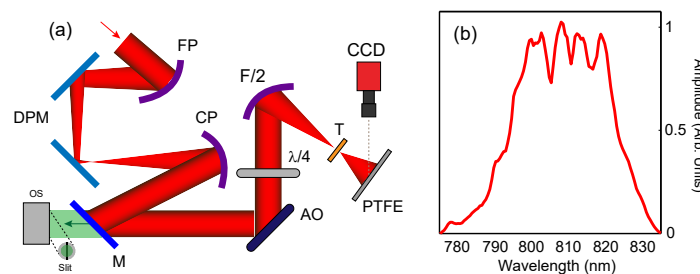 (a)
FP
DPM
CP
F/2
CCD
T
λ/4
PTFE
AO
OS
M
Slit
(b)
1
0.5
0
Amplitude (Arb. Units)
780 790 800 810 820 830
Wavelength (nm)